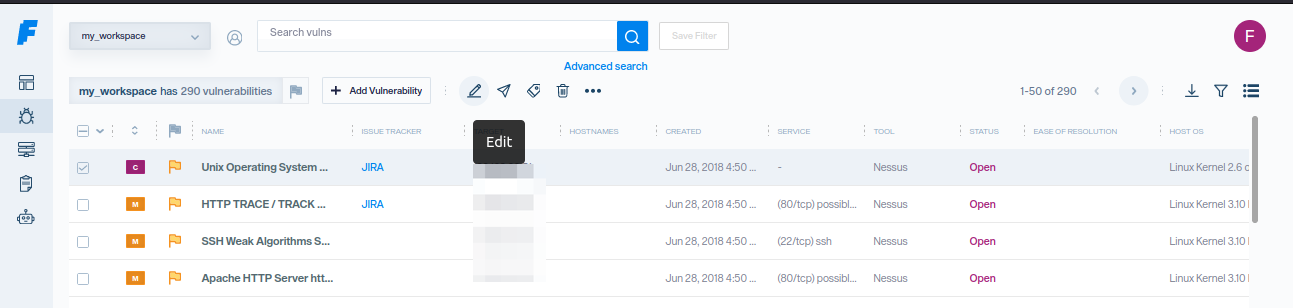 my_workspace
Search vulns
Save Filter
F
Advanced search
my_workspace has 290 vulnerabilities
Add Vulnerability
1-50 of 290
NAME ISSUE TRACKER HOSTNAMES CREATED SERVICE TOOL STATUS EASE OF RESOLUTION HOST OS
Edit
C Unix Operating System ... JIRA Jun 28, 2018 4:50 ... - Nessus Open Linux Kernel 2.6
M HTTP TRACE / TRACK ... JIRA Jun 28, 2018 4:50 ... (80/tcp) possibl... Nessus Open Linux Kernel 3.10
M SSH Weak Algorithms S... Jun 28, 2018 4:50 ... (22/tcp) ssh Nessus Open Linux Kernel 3.10
M Apache HTTP Server htt... Jun 28, 2018 4:50 ... (80/tcp) possibl... Nessus Open Linux Kernel 3.10